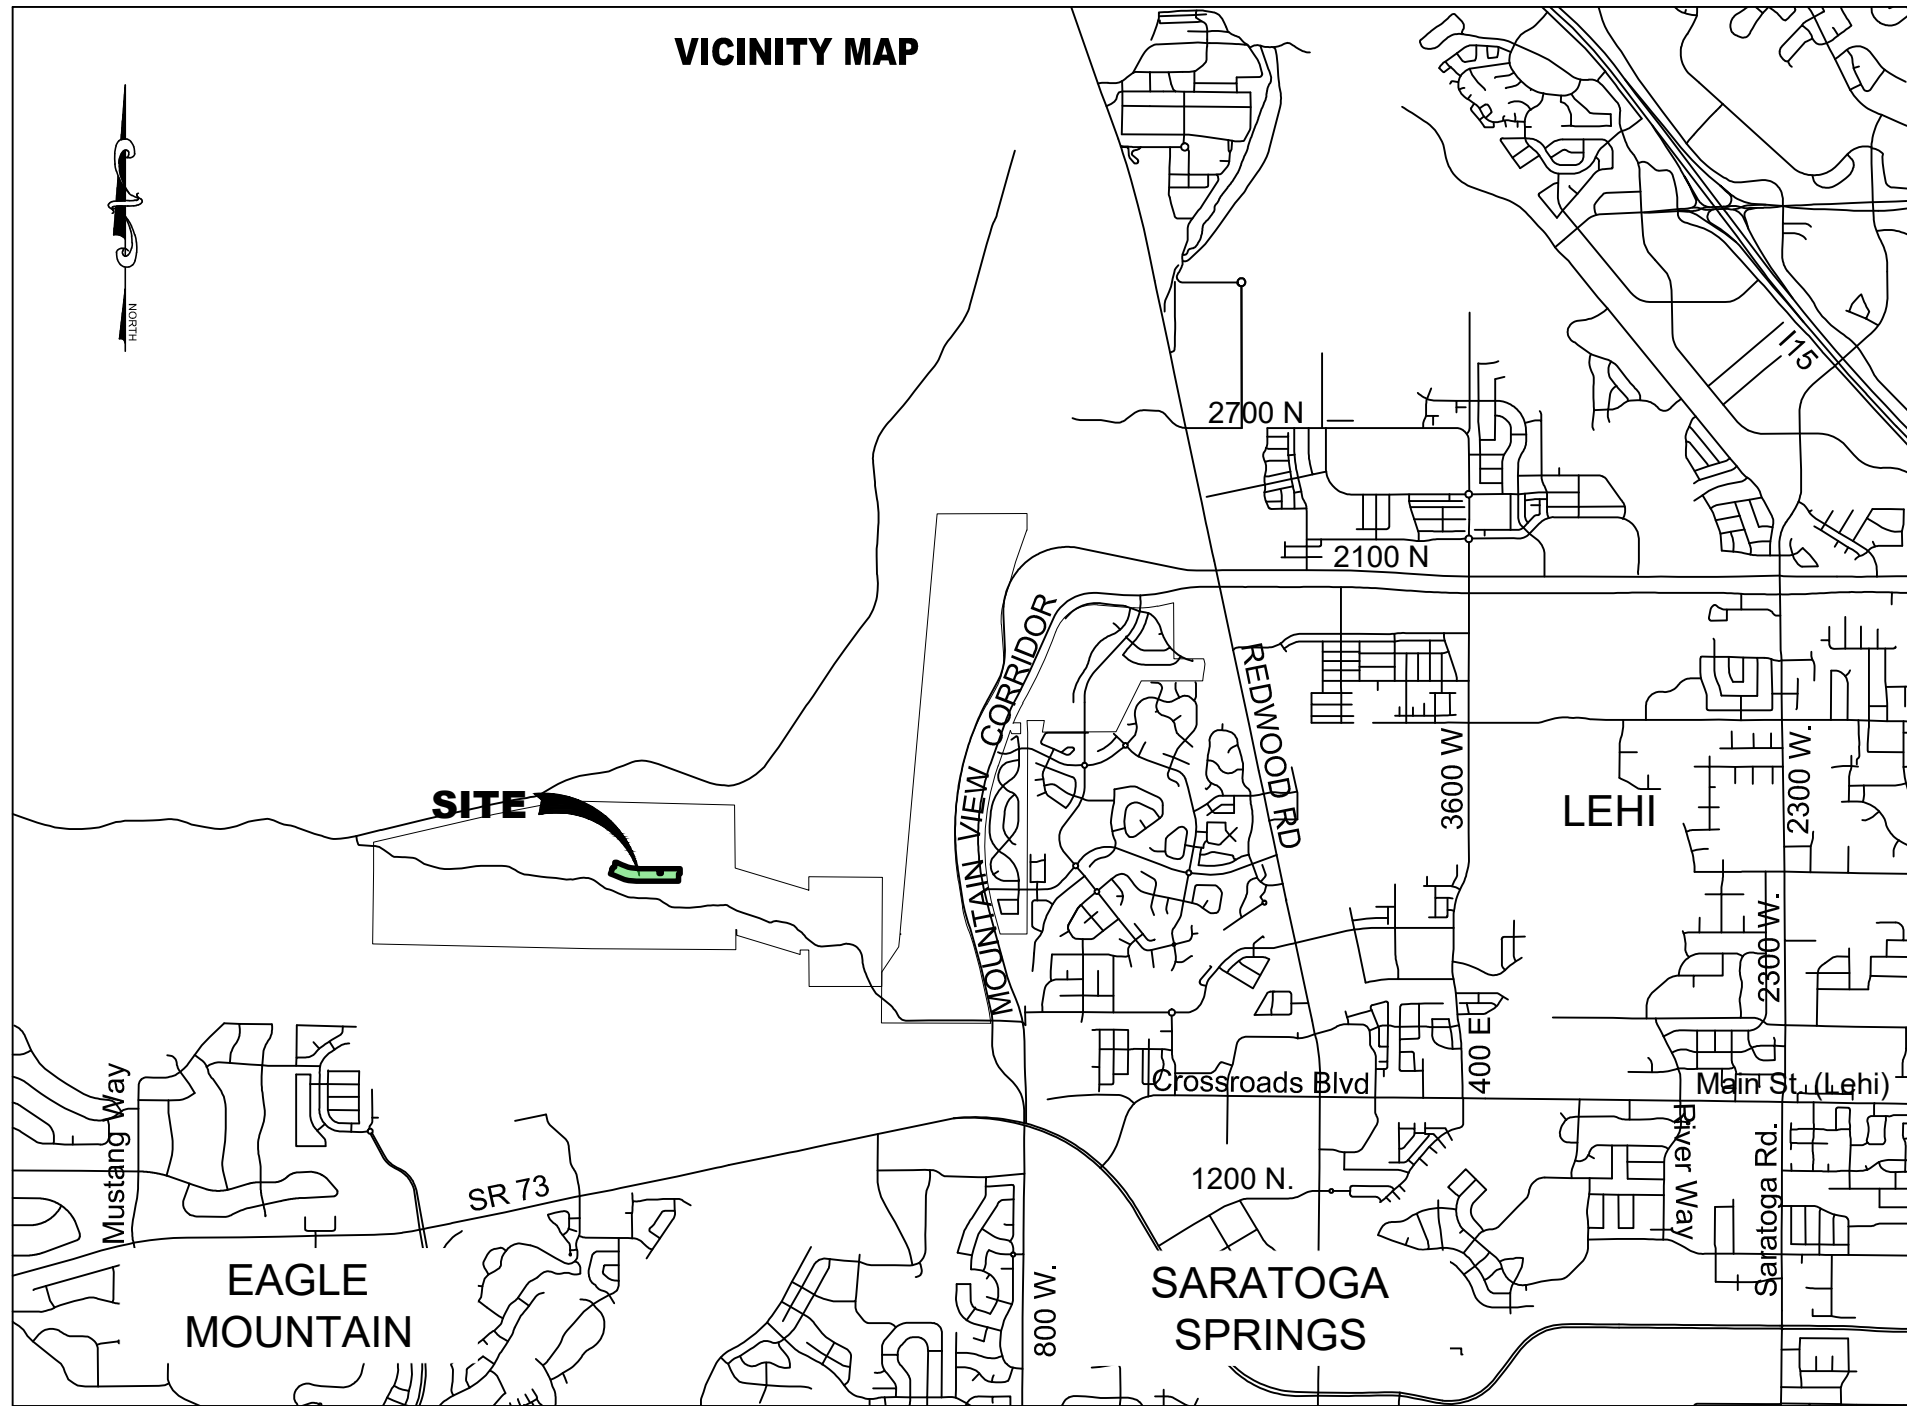 VICINITY MAP
NORTH
I15
2700 N
2100 N
MOUNTAIN VIEW CORRIDOR
REDWOOD RD
3600 W
2300 W.
SITE
LEHI
2300 W.
400 E
Mustang Way
Crossroads Blvd
Main St. (Lehi)
River Way
Saratoga Rd.
SR 73
1200 N.
EAGLE
MOUNTAIN
800 W.
SARATOGA
SPRINGS